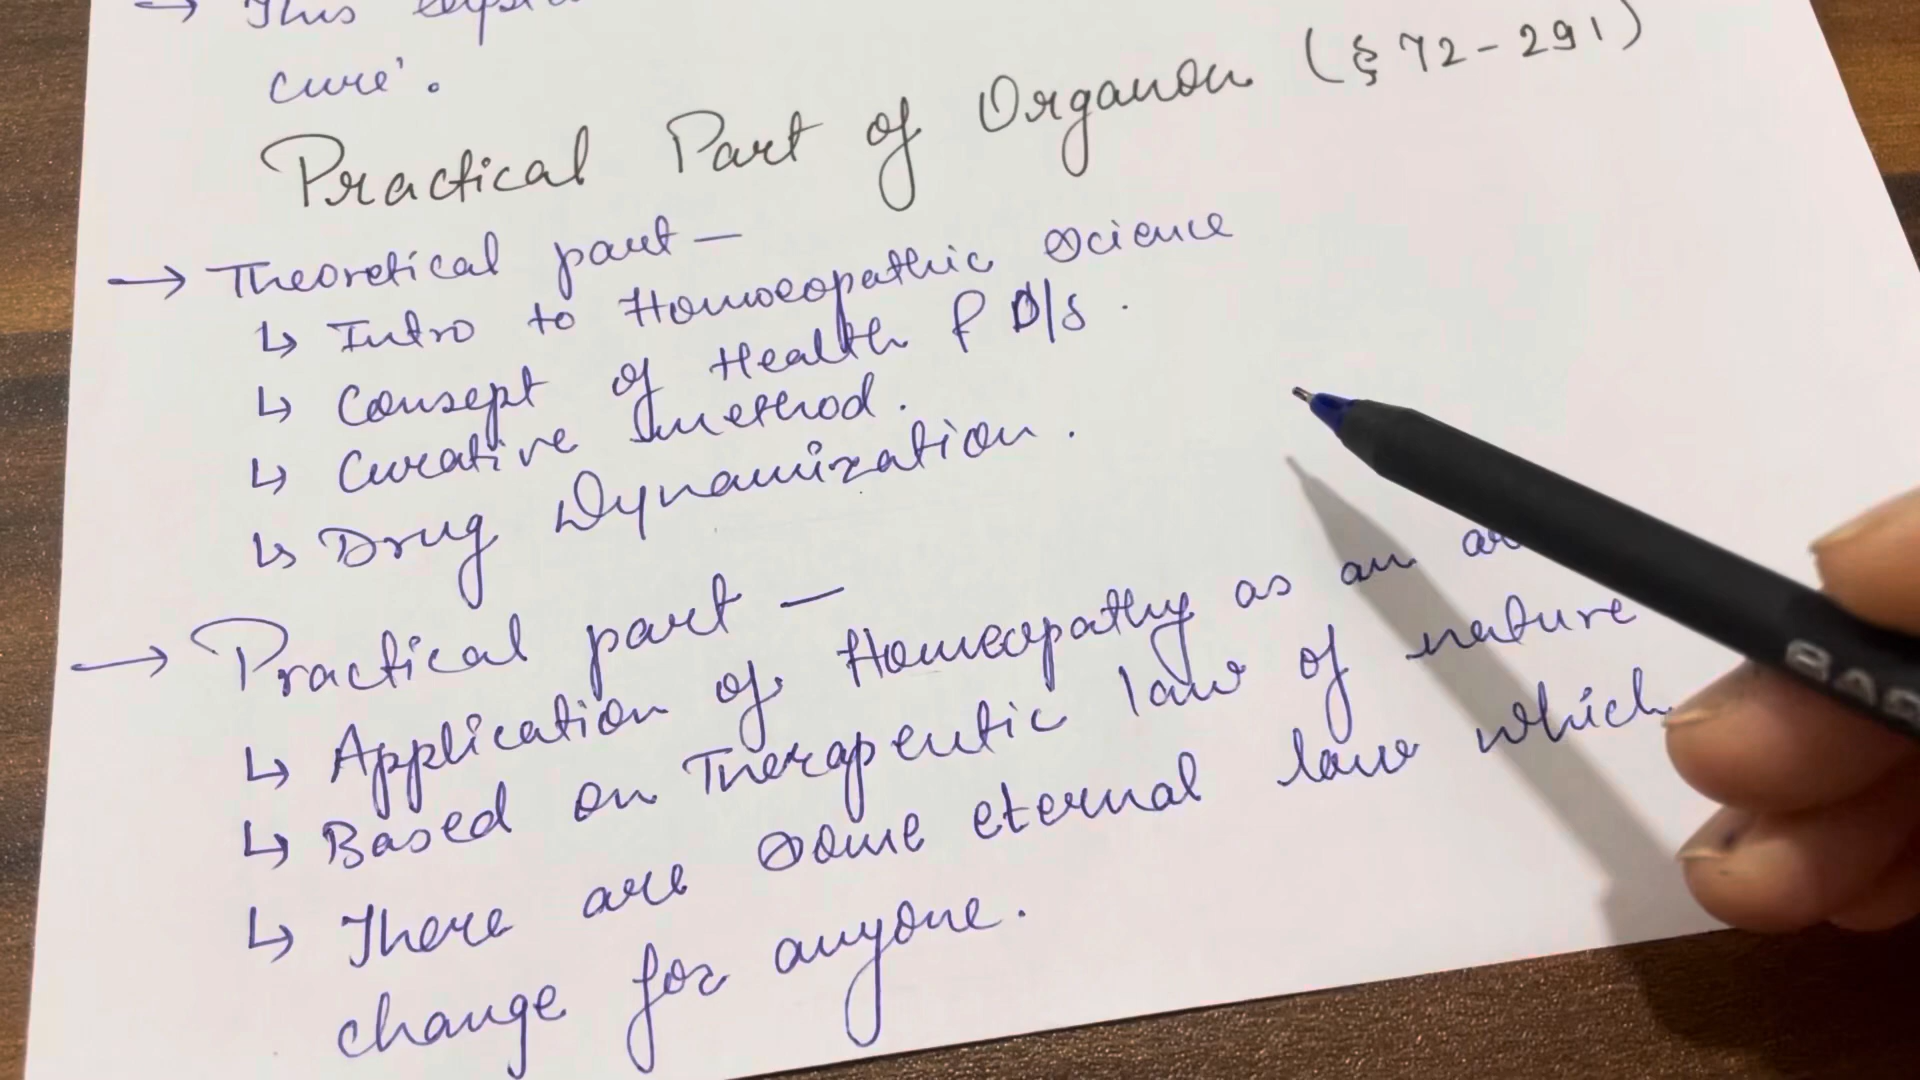 → This
cure'.
Practical Part of Organon (§ 72-291)
→ Theoretical part —
↳ Intro to Homoeopathic Science
↳ Consept of Health & D/s.
↳ Curative method.
↳ Drug Dynamization.
→ Practical part —
↳ Application of Homeopathy as an
↳ Based on Therapeutic law of nature
↳ There are some eternal law which
change for anyone.